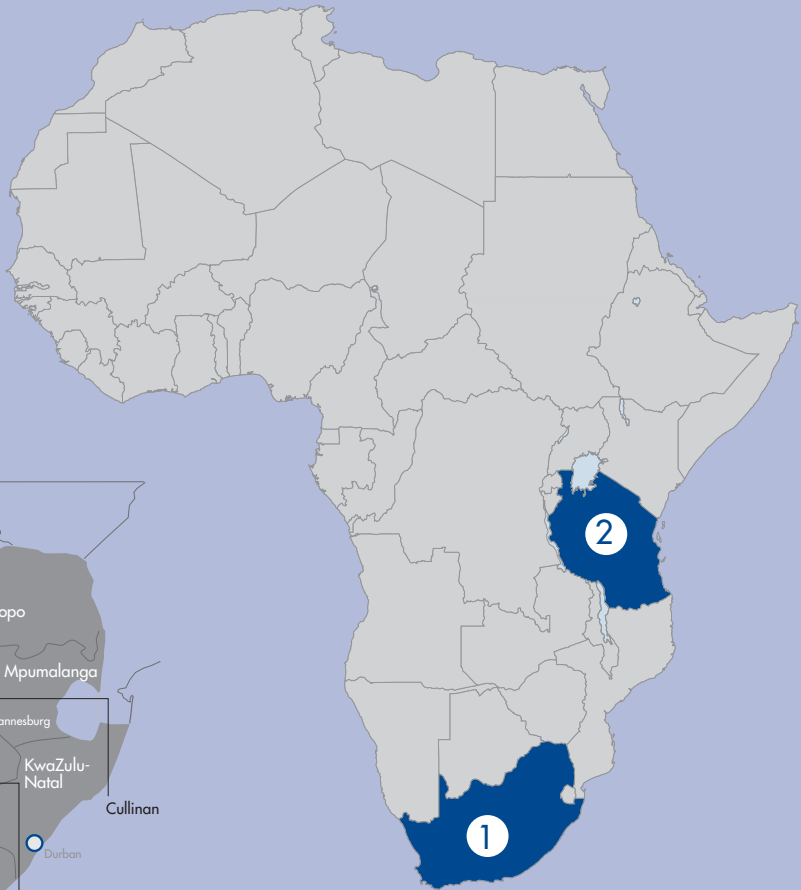 2
opo
Mpumalanga
annesburg
KwaZulu-
Natal
Cullinan
1
Durban